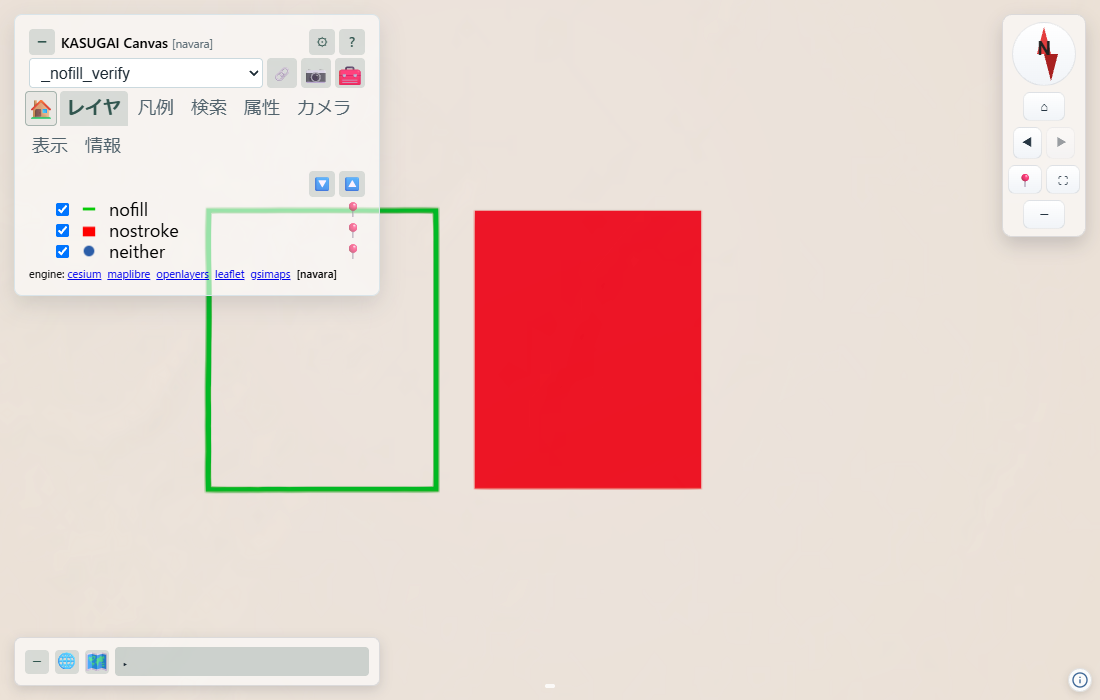 KASUGAI Canvas [navara]
?
_nofill_verify
レイヤ 凡例 検索 属性 カメラ
表示 情報
nofill
nostroke
neither
engine: cesium maplibre openlayers leaflet gsimaps [navara]
N